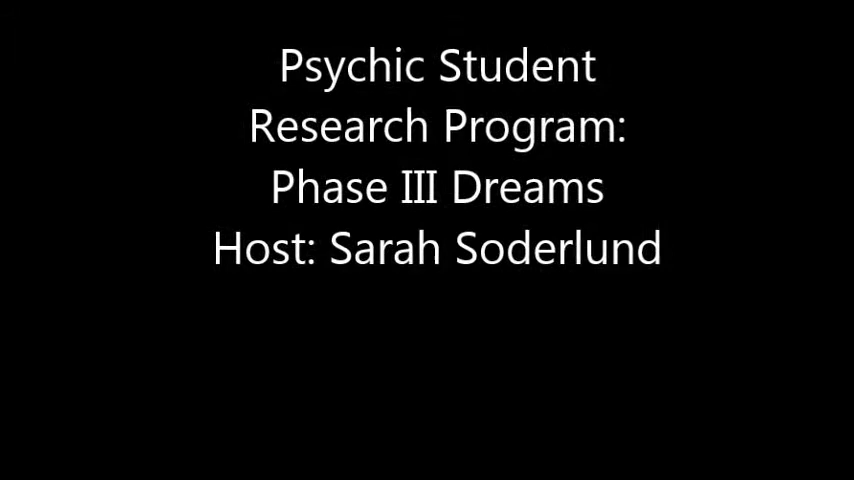 Psychic Student
Research Program:
Phase III Dreams
Host: Sarah Soderlund